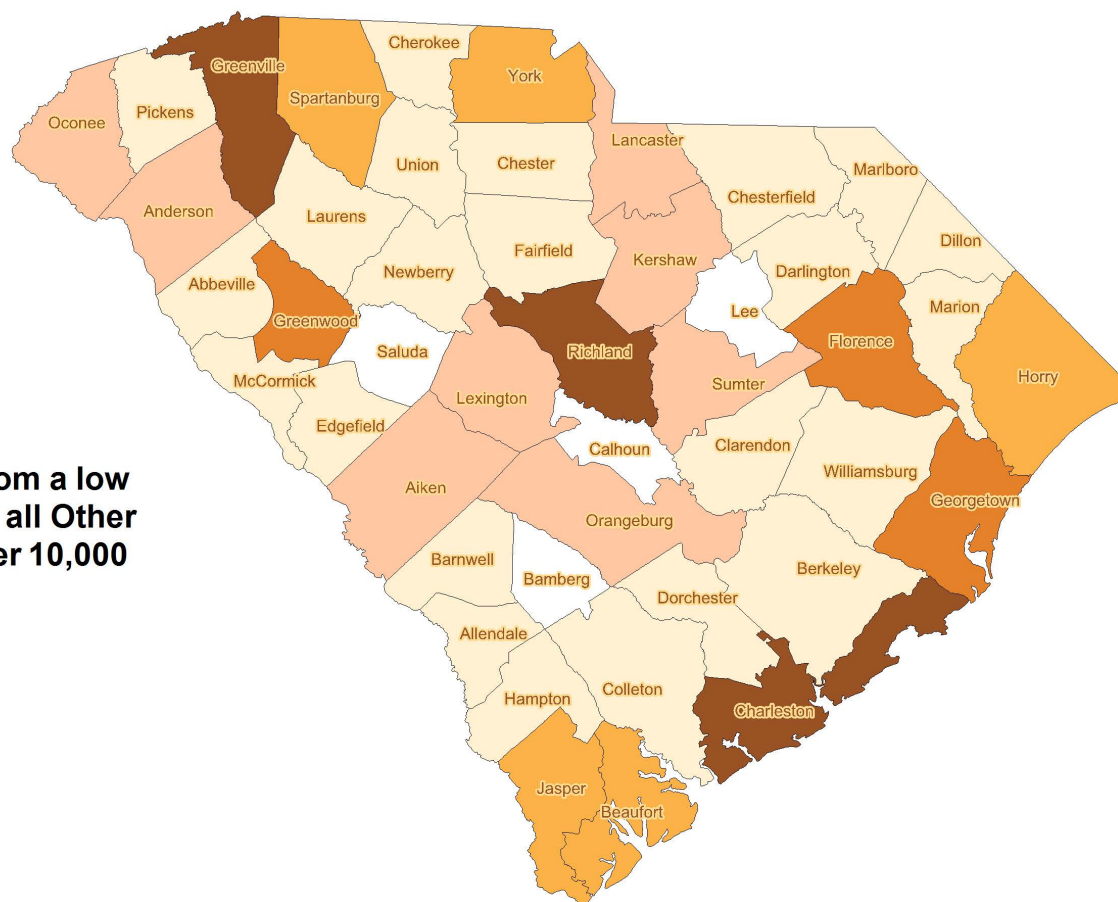 Cherokee
Greenville
York
Spartanburg
Pickens
Oconee
Lancaster
Union
Chester
Marlboro
Chesterfield
Anderson
Laurens
Dillon
Fairfield
Kershaw
Newberry
Darlington
Abbeville
Marion
Lee
Greenwood
Florence
Saluda
Richland
Horry
McCormick
Sumter
Lexington
Edgefield
Calhoun
Clarendon
Williamsburg
om a low
all Other
er 10,000
Aiken
Georgetown
Orangeburg
Barnwell
Berkeley
Bamberg
Dorchester
Allendale
Colleton
Hampton
Charleston
Jasper
Beaufort